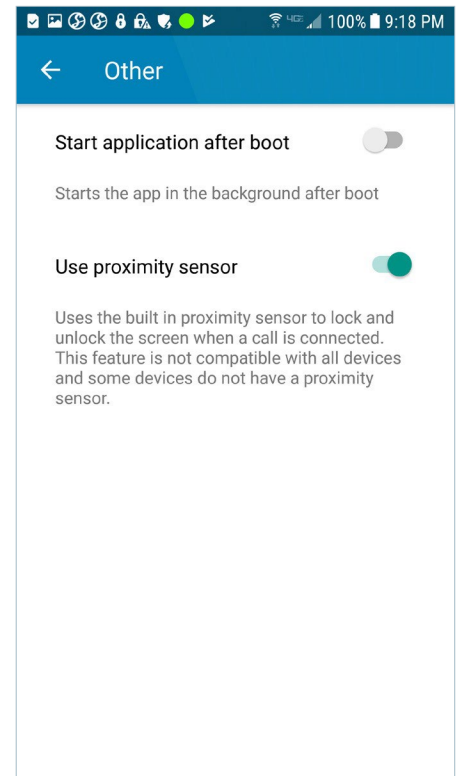 4G 100% 9:18 PM
Other
Start application after boot
Starts the app in the background after boot
Use proximity sensor
Uses the built in proximity sensor to lock and
unlock the screen when a call is connected.
This feature is not compatible with all devices
and some devices do not have a proximity
sensor.